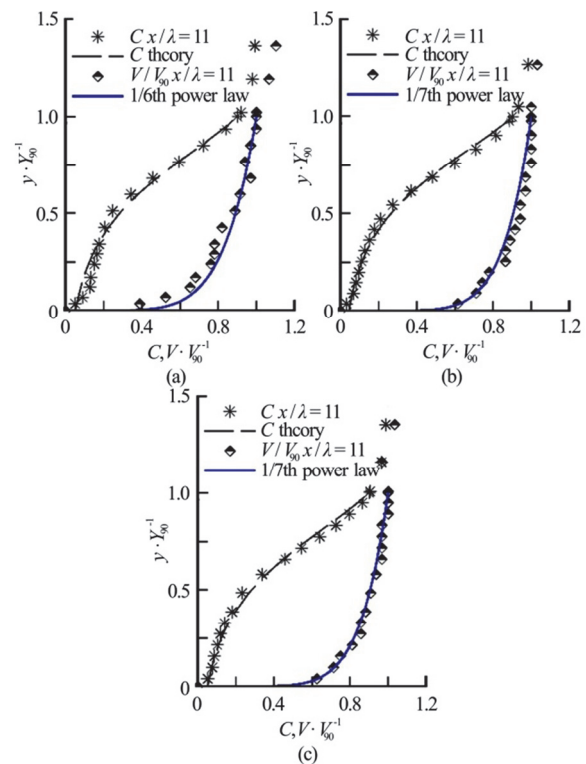 1.5
C x/λ=11
C thcory
V/V90 x/λ=11
1/6th power law
1.0
y·Y90^-1
0.5
0
0 0.4 0.8 1.2
C,V·V90^-1
(a)
1.5
C x/λ=11
C thcory
V/V90 x/λ=11
1/7th power law
1.0
y·Y90^-1
0.5
0
0 0.4 0.8 1.2
C,V·V90^-1
(b)
1.5
C x/λ=11
C thcory
V/V90 x/λ=11
1/7th power law
1.0
y·Y90^-1
0.5
0
0 0.4 0.8 1.2
C,V·V90^-1
(c)